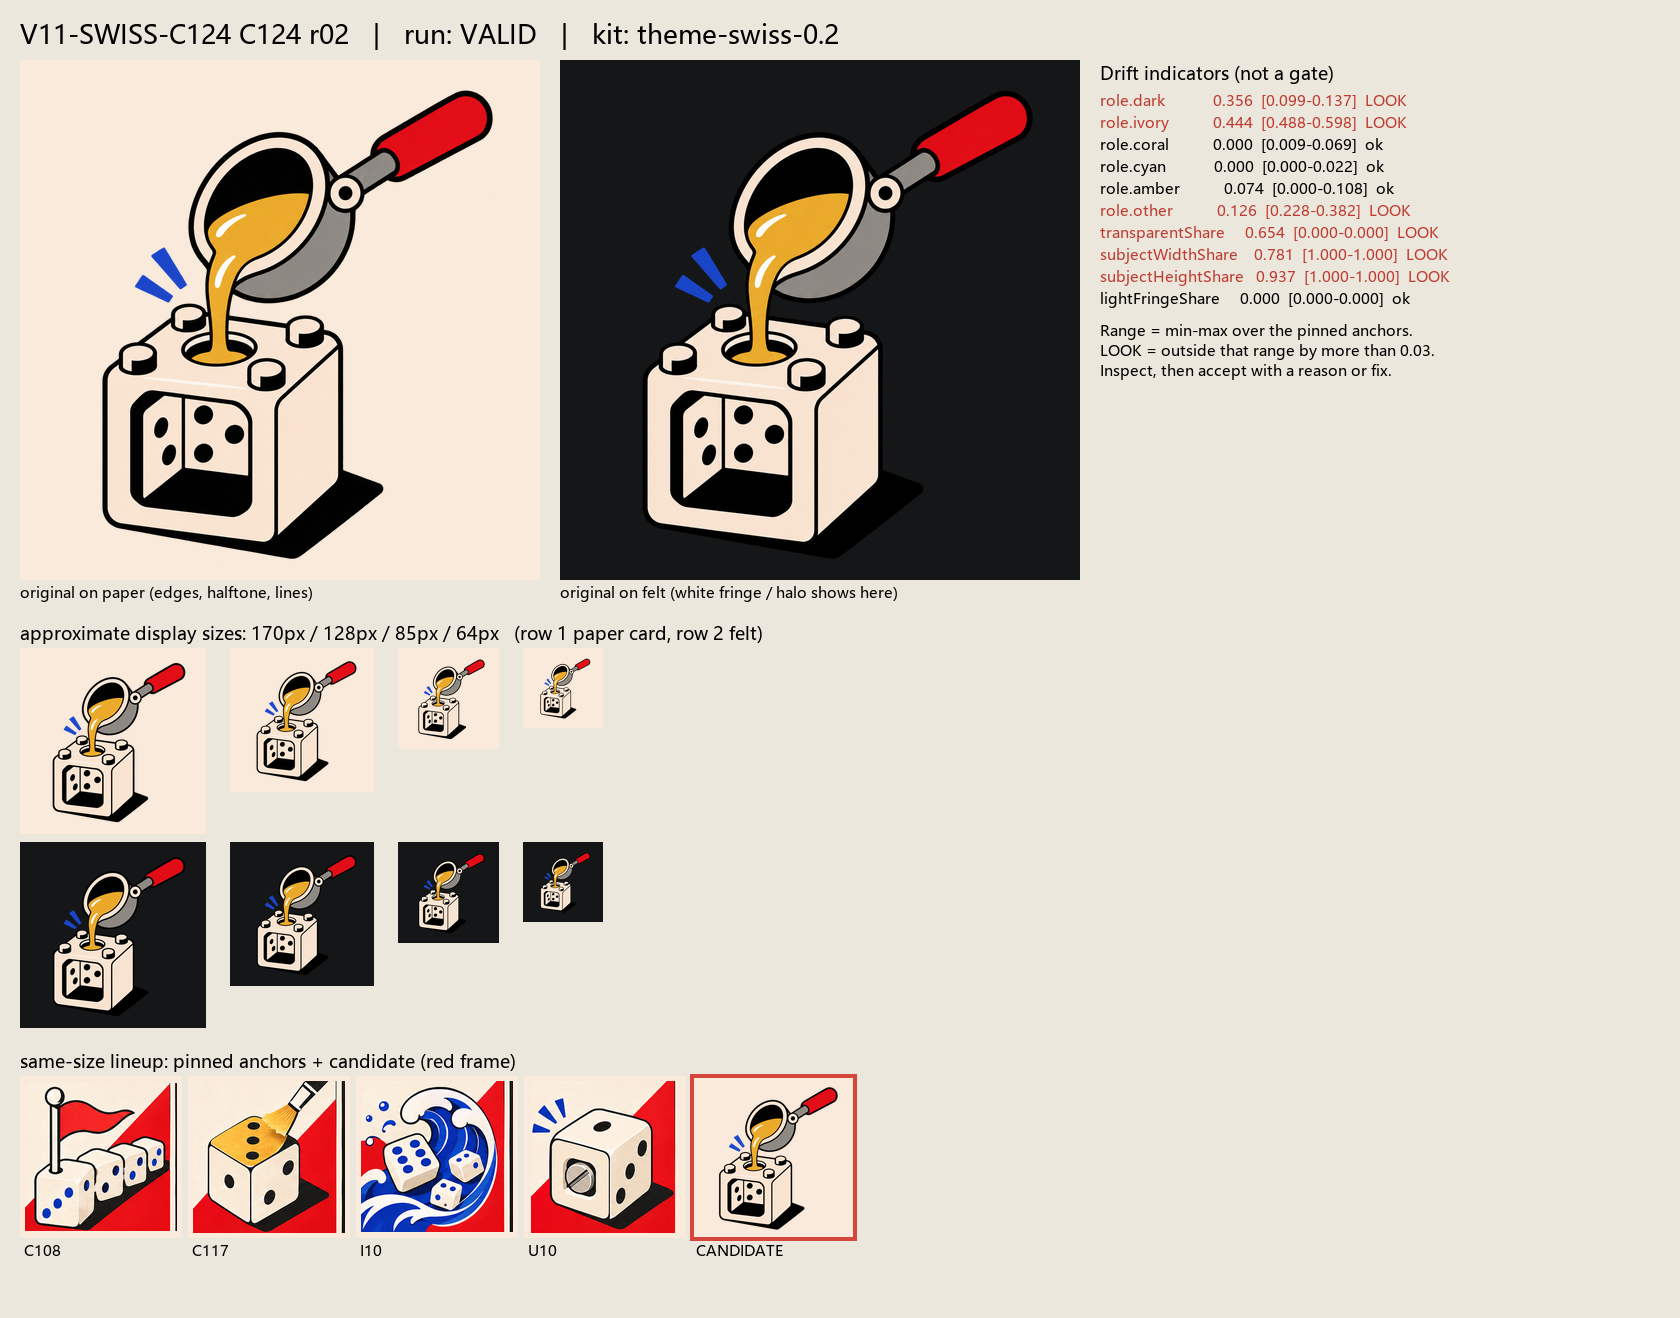 V11-SWISS-C124 C124 r02 | run: VALID | kit: theme-swiss-0.2
Drift indicators (not a gate)
role.dark 0.356 [0.099-0.137] LOOK
role.ivory 0.444 [0.488-0.598] LOOK
role.coral 0.000 [0.009-0.069] ok
role.cyan 0.000 [0.000-0.022] ok
role.amber 0.074 [0.000-0.108] ok
role.other 0.126 [0.228-0.382] LOOK
transparentShare 0.654 [0.000-0.000] LOOK
subjectWidthShare 0.781 [1.000-1.000] LOOK
subjectHeightShare 0.937 [1.000-1.000] LOOK
lightFringeShare 0.000 [0.000-0.000] ok
Range = min-max over the pinned anchors.
LOOK = outside that range by more than 0.03.
Inspect, then accept with a reason or fix.
original on paper (edges, halftone, lines)
original on felt (white fringe / halo shows here)
approximate display sizes: 170px / 128px / 85px / 64px (row 1 paper card, row 2 felt)
same-size lineup: pinned anchors + candidate (red frame)
C108
C117
I10
U10
CANDIDATE